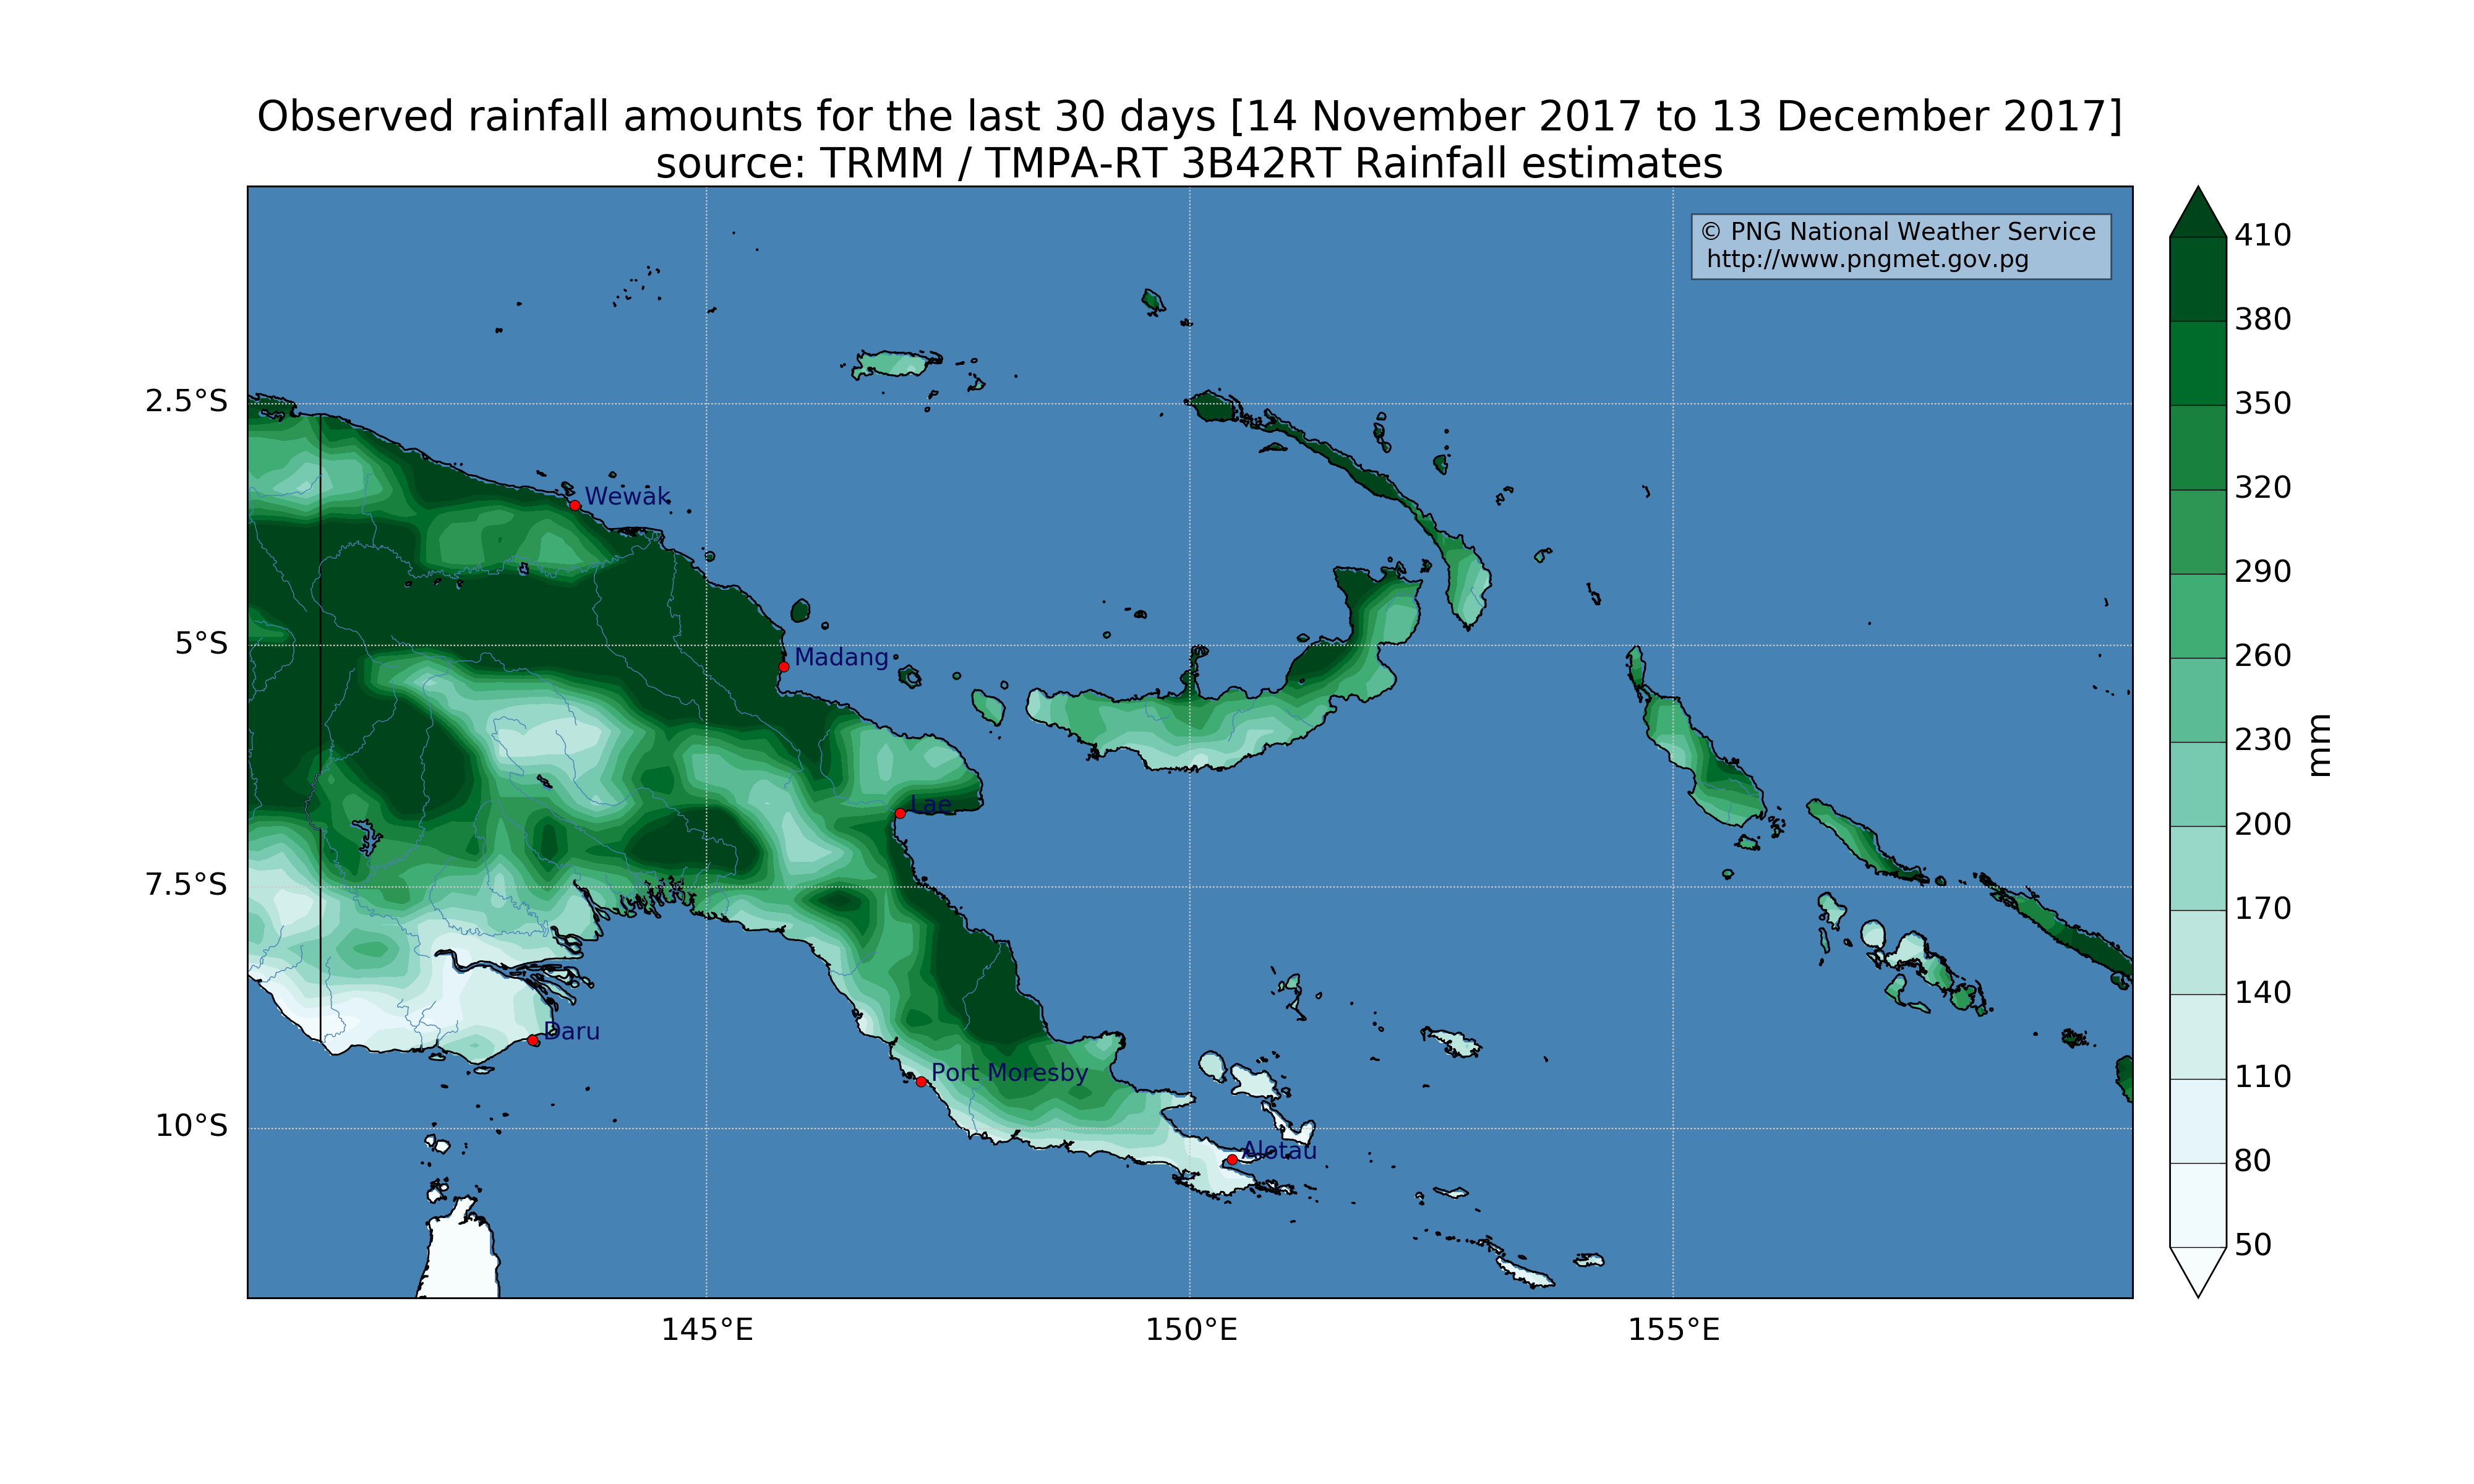 Observed rainfall amounts for the last 30 days [14 November 2017 to 13 December 2017]
source: TRMM / TMPA-RT 3B42RT Rainfall estimates
© PNG National Weather Service
http://www.pngmet.gov.pg
410
380
350
320
290
260
230
200
170
140
110
80
50
mm
2.5°S
5°S
7.5°S
10°S
145°E
150°E
155°E
Wewak
Madang
Lae
Daru
Port Moresby
Alotau